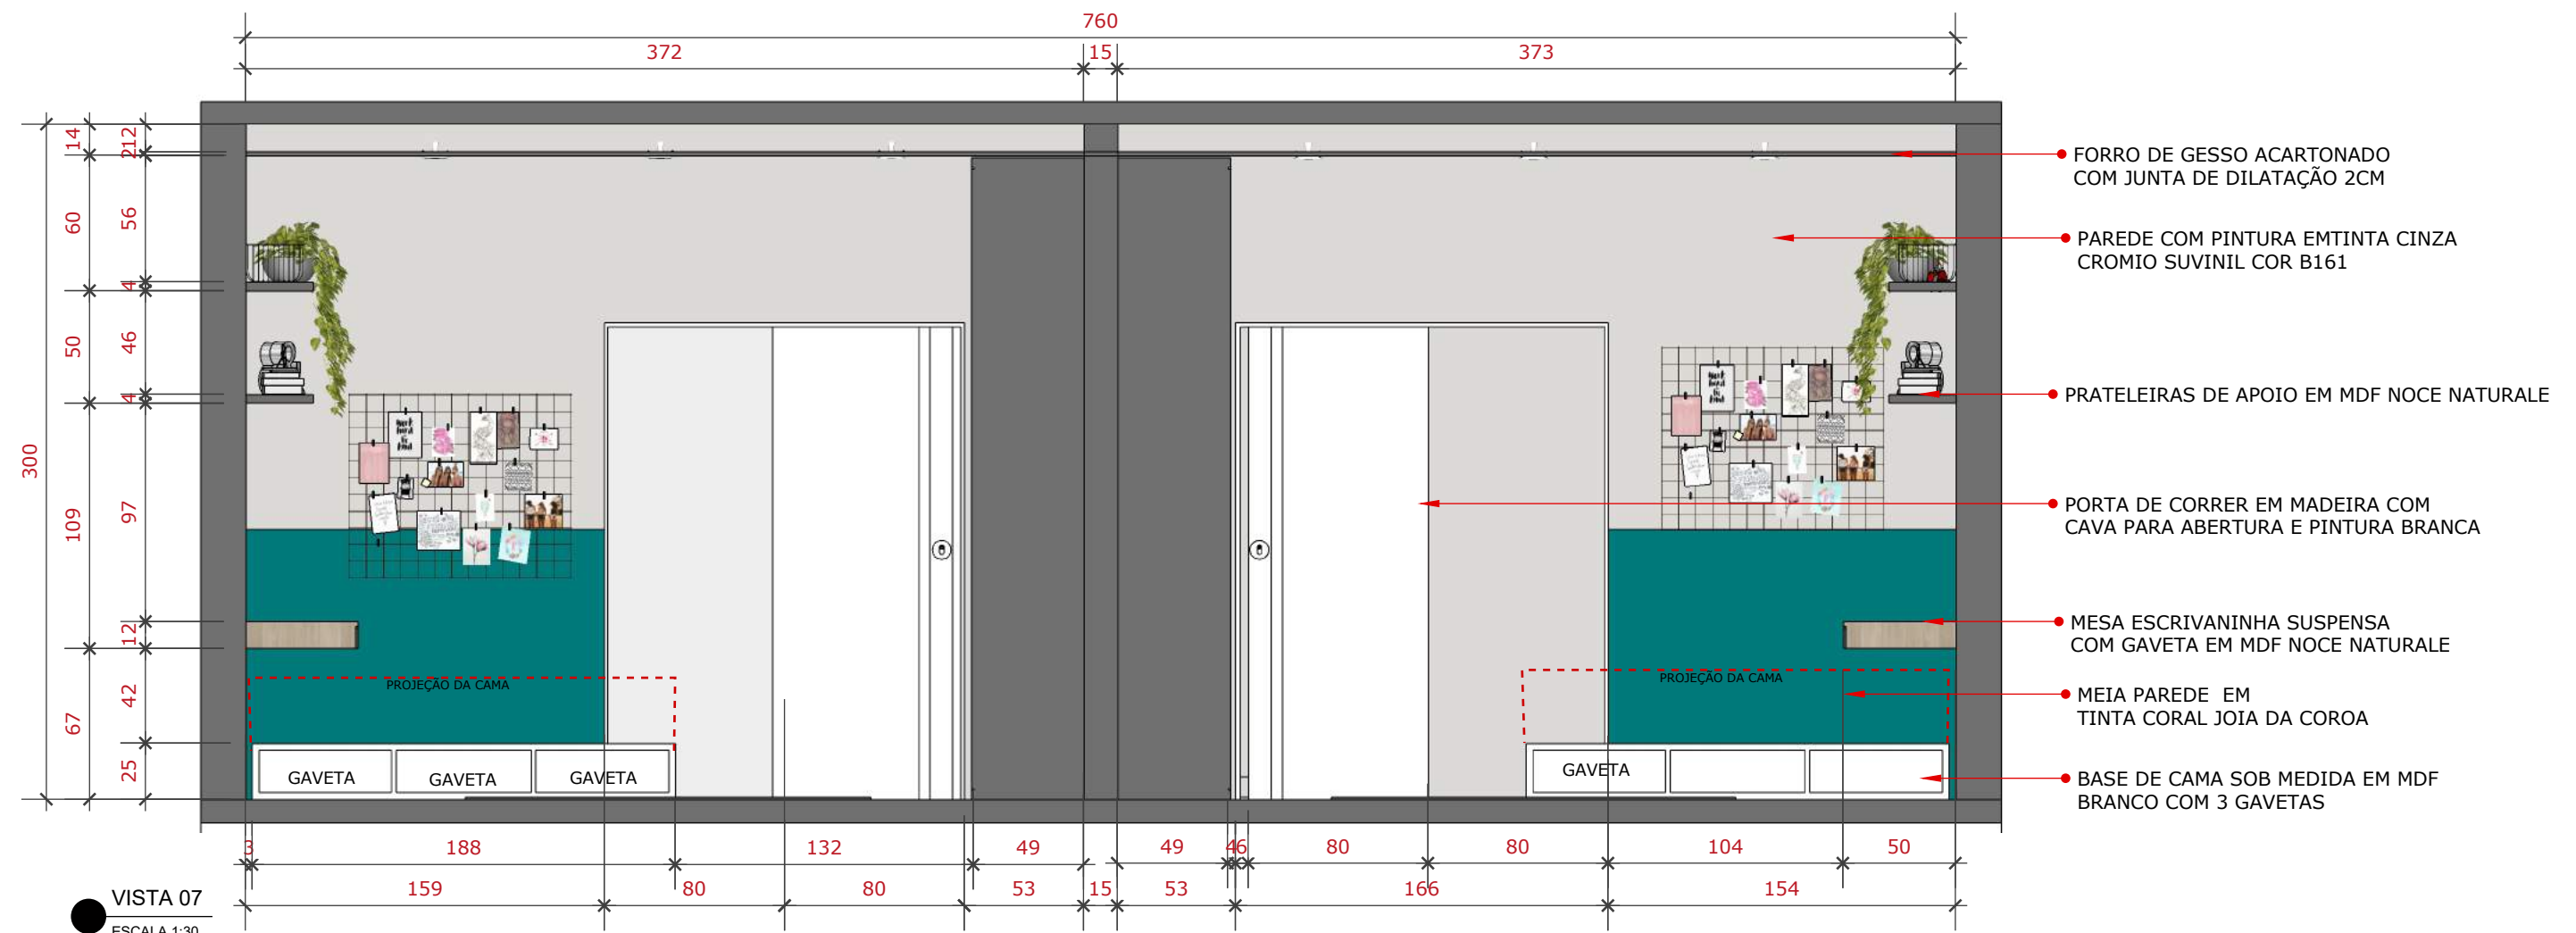 760
372
15
373
14
212
60
56
4
50
46
4
300
109
97
12
67
42
25
FORRO DE GESSO ACARTONADO
COM JUNTA DE DILATAÇÃO 2CM
PAREDE COM PINTURA EMTINTA CINZA
CROMIO SUVINIL COR B161
PRATELEIRAS DE APOIO EM MDF NOCE NATURALE
PORTA DE CORRER EM MADEIRA COM
CAVA PARA ABERTURA E PINTURA BRANCA
MESA ESCRIVANINHA SUSPENSA
COM GAVETA EM MDF NOCE NATURALE
MEIA PAREDE EM
TINTA CORAL JOIA DA COROA
BASE DE CAMA SOB MEDIDA EM MDF
BRANCO COM 3 GAVETAS
PROJEÇÃO DA CAMA
PROJEÇÃO DA CAMA
GAVETA
GAVETA
GAVETA
GAVETA
3
188
132
49
49
46
80
80
104
50
159
80
80
53
15
53
166
154
VISTA 07
ESCALA 1:30